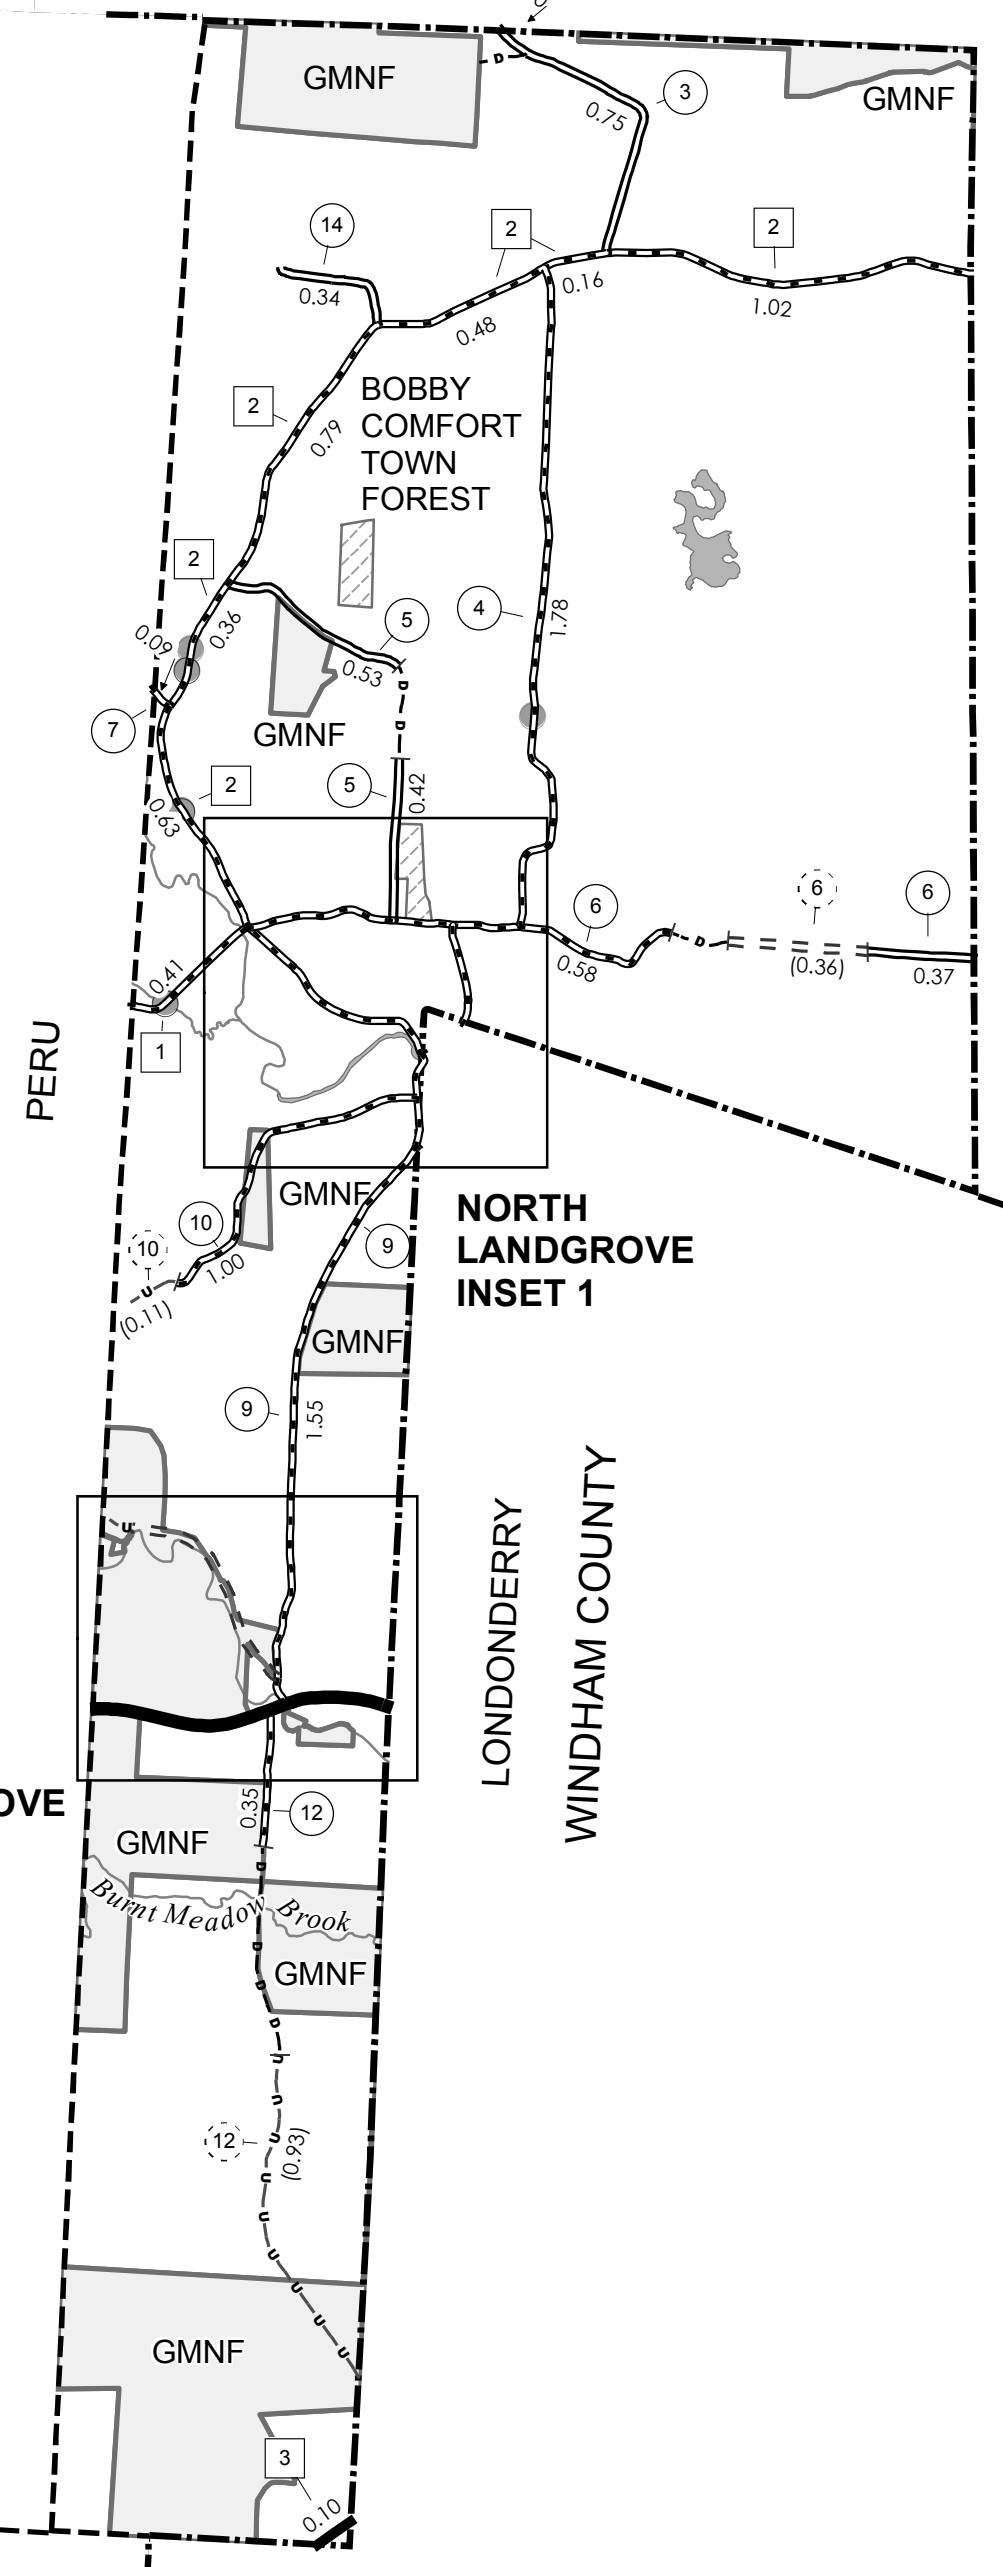 GMNF
D
3
0.75
GMNF
14
2
2
0.34
0.16
1.02
0.48
2
0.79
BOBBY
COMFORT
TOWN
FOREST
2
0.36
0.09
5
4
1.78
0.53
D
D
7
GMNF
2
5
0.42
0.63
6
6
6
D
0.58
(0.36)
0.37
0.41
1
PERU
GMNF
NORTH
LANDGROVE
INSET 1
10
10
9
1.00
U
(0.11)
GMNF
9
1.55
U
LONDONDERRY
WINDHAM COUNTY
OVE
0.35
12
GMNF
D
Burnt Meadow Brook
D
GMNF
D
D
U
U
12
U
(0.93)
U
U
U
U
U
U
GMNF
3
0.10